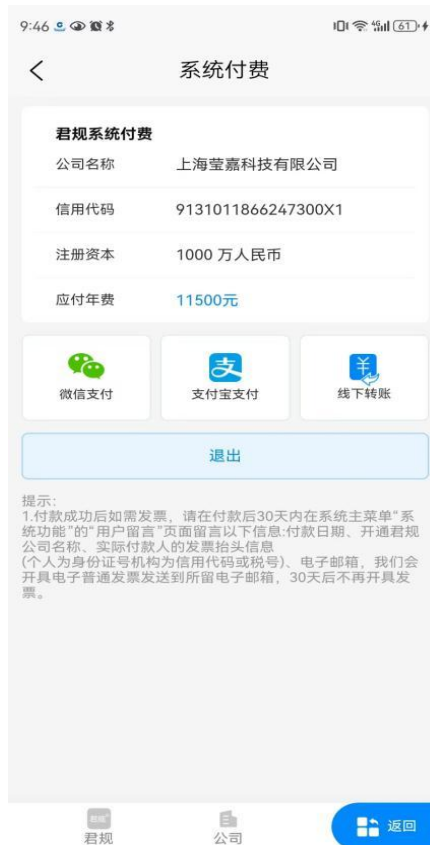 9:46
4G 61
系统付费
君规系统付费
公司名称 上海莹嘉科技有限公司
信用代码 9131011866247300X1
注册资本 1000 万人民币
应付年费 11500元
微信支付 支付宝支付 线下转账
退出
提示:
1.付款成功后如需发票，请在付款后30天内在系统主菜单“系
统功能”的“用户留言”页面留言以下信息:付款日期、开通君规
公司名称、实际付款人的发票抬头信息
(个人为身份证号机构为信用代码或税号)、电子邮箱，我们会
开具电子普通发票发送到所留电子邮箱，30天后不再开具发
票。
君规 公司 返回